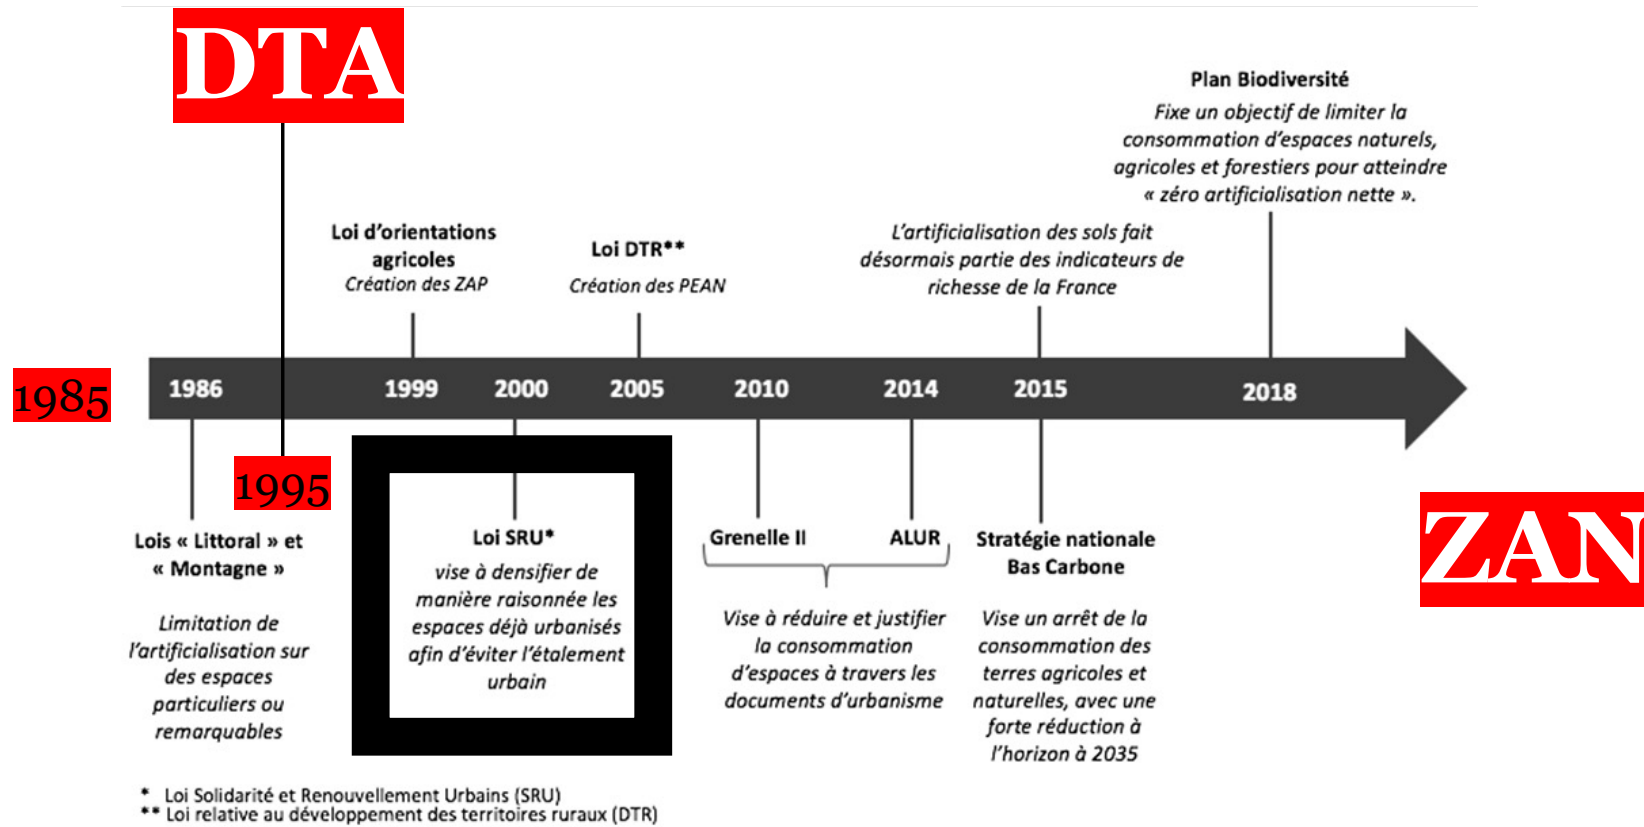 DTA
Plan Biodiversité
Fixe un objectif de limiter la
consommation d'espaces naturels,
agricoles et forestiers pour atteindre
« zéro artificialisation nette ».
Loi d'orientations
agricoles
Création des ZAP
Loi DTR**
Création des PEAN
L'artificialisation des sols fait
désormais partie des indicateurs de
richesse de la France
1985
1986
1999
2000
2005
2010
2014
2015
2018
1995
Lois « Littoral » et
« Montagne »
Limitation de
l'artificialisation sur
des espaces
particuliers ou
remarquables
Loi SRU*
vise à densifier de
manière raisonnée les
espaces déjà urbanisés
afin d'éviter l'étalement
urbain
Grenelle II
ALUR
Vise à réduire et justifier
la consommation
d'espaces à travers les
documents d'urbanisme
Stratégie nationale
Bas Carbone
Vise un arrêt de la
consommation des
terres agricoles et
naturelles, avec une
forte réduction à
l'horizon à 2035
ZAN
* Loi Solidarité et Renouvellement Urbains (SRU)
** Loi relative au développement des territoires ruraux (DTR)